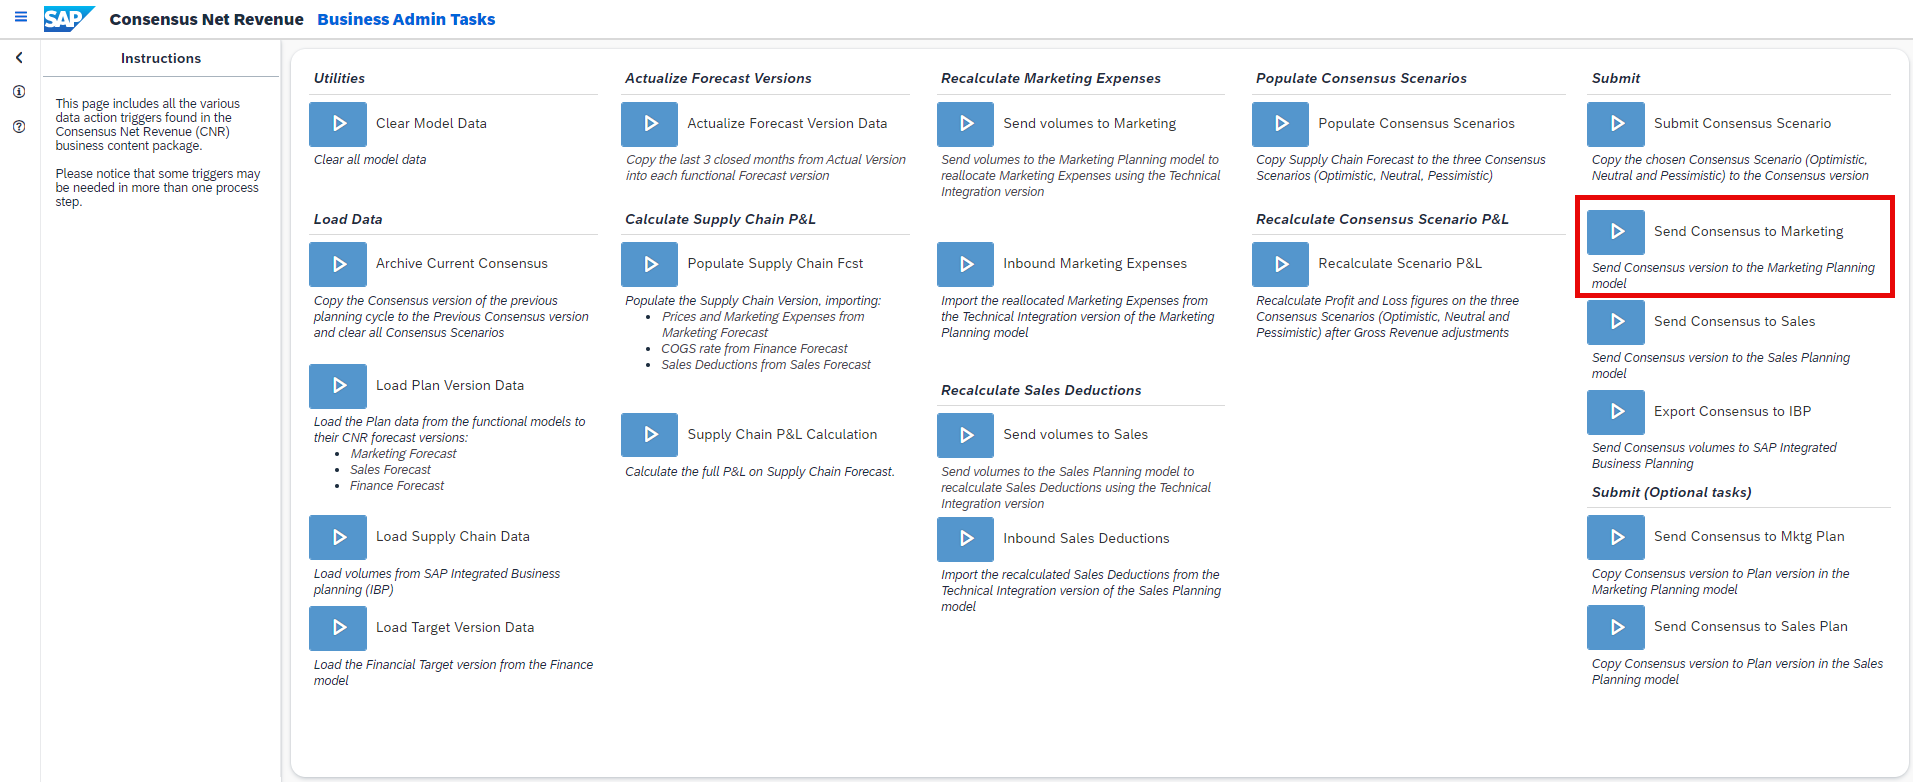 SAP Consensus Net Revenue Business Admin Tasks
Instructions
This page includes all the various
data action triggers found in the
Consensus Net Revenue (CNR)
business content package.
Please notice that some triggers may
be needed in more than one process
step.
Utilities
Clear Model Data
Clear all model data
Load Data
Archive Current Consensus
Copy the Consensus version of the previous
planning cycle to the Previous Consensus version
and clear all Consensus Scenarios
Load Plan Version Data
Load the Plan data from the functional models to
their CNR forecast versions:
• Marketing Forecast
• Sales Forecast
• Finance Forecast
Load Supply Chain Data
Load volumes from SAP Integrated Business
planning (IBP)
Load Target Version Data
Load the Financial Target version from the Finance
model
Actualize Forecast Versions
Actualize Forecast Version Data
Copy the last 3 closed months from Actual Version
into each functional Forecast version
Calculate Supply Chain P&L
Populate Supply Chain Fcst
Populate the Supply Chain Version, importing:
• Prices and Marketing Expenses from
Marketing Forecast
• COGS rate from Finance Forecast
• Sales Deductions from Sales Forecast
Supply Chain P&L Calculation
Calculate the full P&L on Supply Chain Forecast.
Recalculate Marketing Expenses
Send volumes to Marketing
Send volumes to the Marketing Planning model to
reallocate Marketing Expenses using the Technical
Integration version
Inbound Marketing Expenses
Import the reallocated Marketing Expenses from
the Technical Integration version of the Marketing
Planning model
Recalculate Sales Deductions
Send volumes to Sales
Send volumes to the Sales Planning model to
recalculate Sales Deductions using the Technical
Integration version
Inbound Sales Deductions
Import the recalculated Sales Deductions from the
Technical Integration version of the Sales Planning
model
Populate Consensus Scenarios
Populate Consensus Scenarios
Copy Supply Chain Forecast to the three Consensus
Scenarios (Optimistic, Neutral, Pessimistic)
Recalculate Consensus Scenario P&L
Recalculate Scenario P&L
Recalculate Profit and Loss figures on the three
Consensus Scenarios (Optimistic, Neutral and
Pessimistic) after Gross Revenue adjustments
Submit
Submit Consensus Scenario
Copy the chosen Consensus Scenario (Optimistic,
Neutral and Pessimistic) to the Consensus version
Send Consensus to Marketing
Send Consensus version to the Marketing Planning
model
Send Consensus to Sales
Send Consensus version to the Sales Planning
model
Export Consensus to IBP
Send Consensus volumes to SAP Integrated
Business Planning
Submit (Optional tasks)
Send Consensus to Mktg Plan
Copy Consensus version to Plan version in the
Marketing Planning model
Send Consensus to Sales Plan
Copy Consensus version to Plan version in the Sales
Planning model